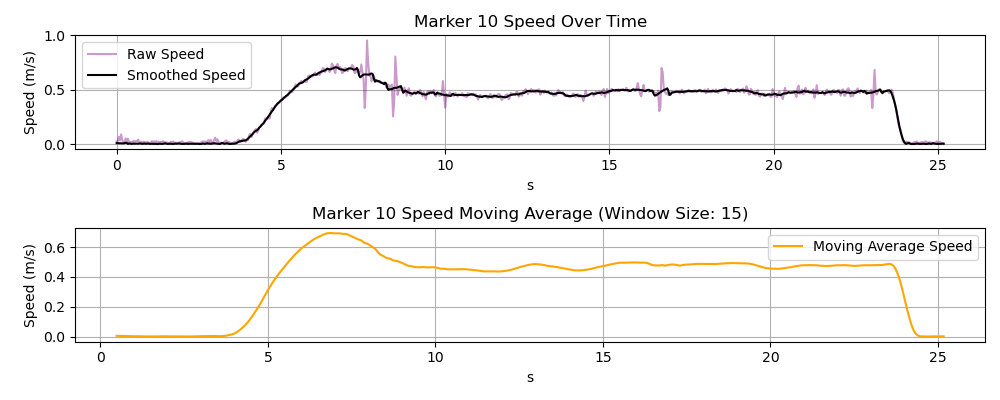 Marker 10 Speed Over Time
Speed (m/s)
1.0
0.5
0.0
Raw Speed
Smoothed Speed
0 5 10 15 20 25
s
Marker 10 Speed Moving Average (Window Size: 15)
Speed (m/s)
0.6
0.4
0.2
0.0
Moving Average Speed
0 5 10 15 20 25
s